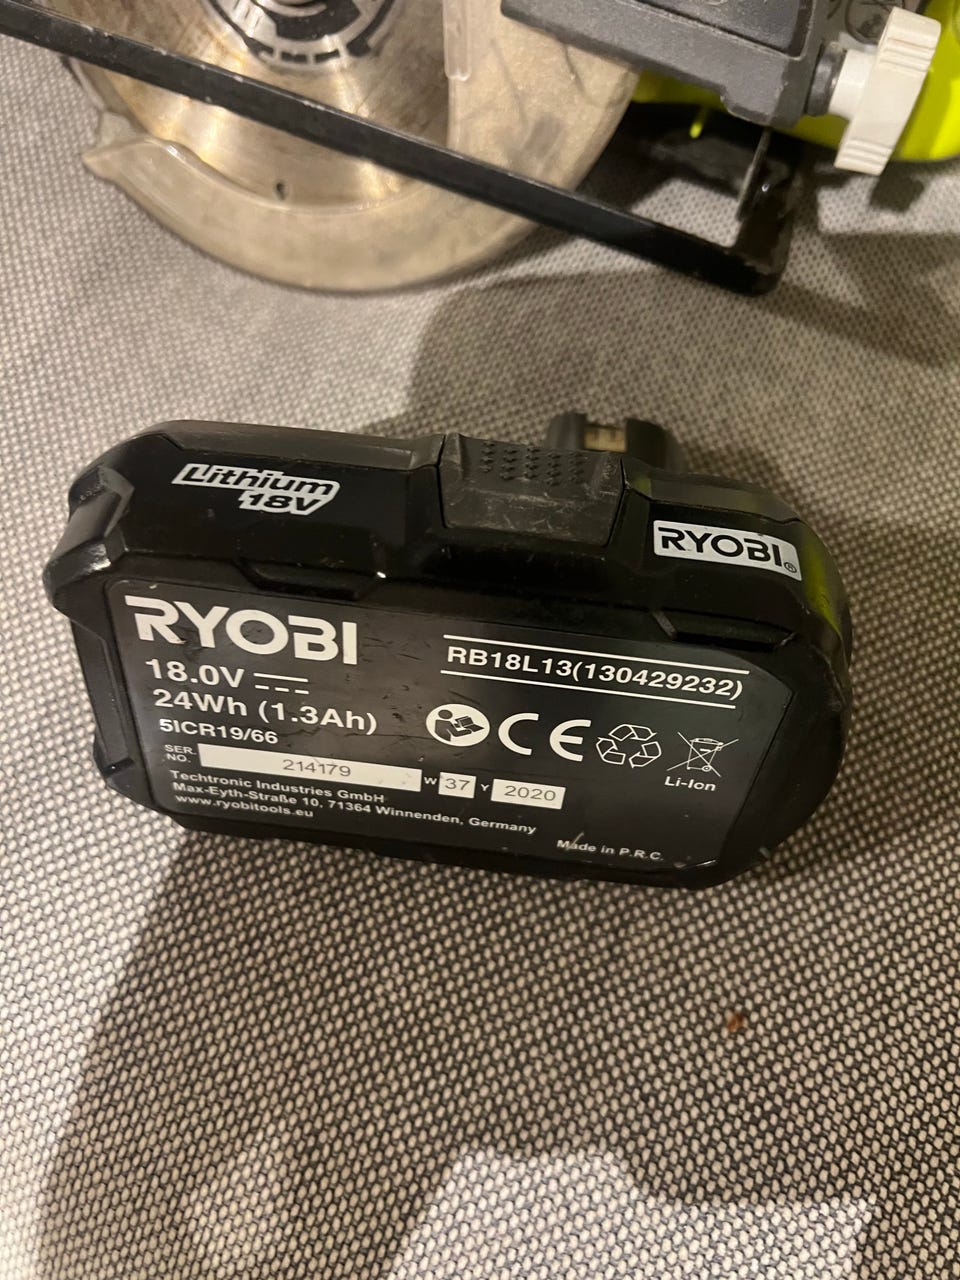 Lithium
18V
RYOBI®
RYOBI
18.0V
24Wh (1.3Ah)
5ICR19/66
RB18L13(130429232)
CE
Li-Ion
SER.
NO. 214179 W 37 Y 2020
Techtronic Industries GmbH
Max-Eyth-Straße 10, 71364 Winnenden, Germany
www.ryobitools.eu
Made in P.R.C.